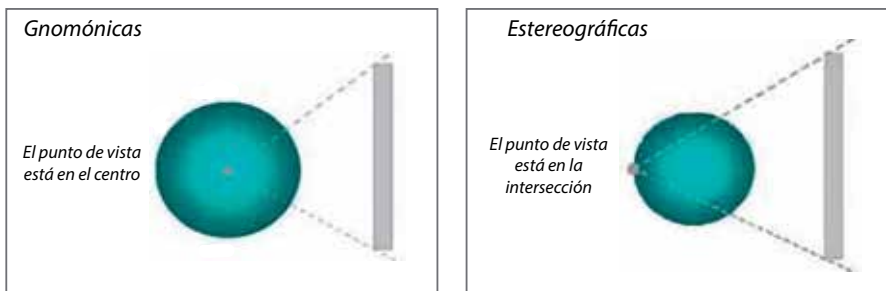 Gnomónicas
El punto de vista
está en el centro
Estereográficas
El punto de vista
está en la
intersección